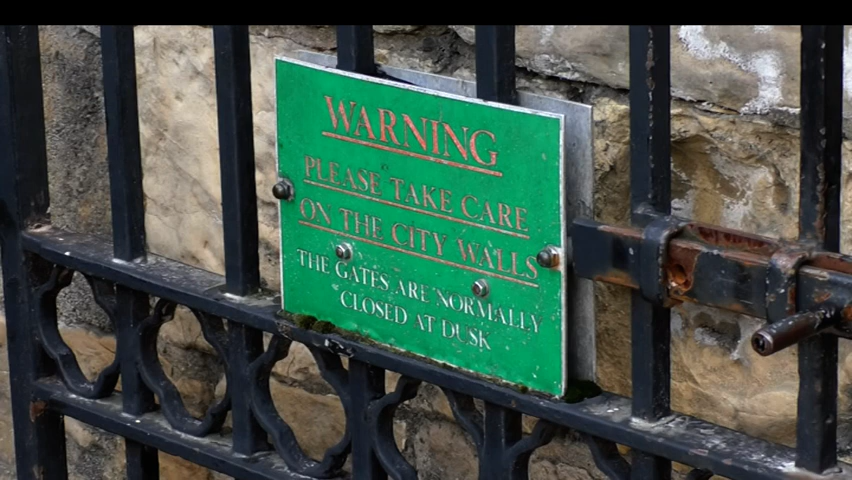 WARNING
PLEASE TAKE CARE
ON THE CITY WALLS
THE GATES ARE NORMALLY
CLOSED AT DUSK